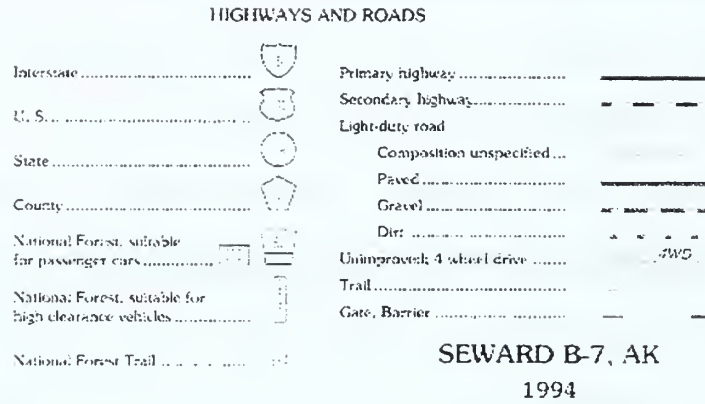 HIGHWAYS AND ROADS
Interstate
U. S.
State
County
National Forest, suitable
for passenger cars
National Forest, suitable for
high clearance vehicles
National Forest Trail
Primary highway
Secondary highway
Light-duty road
Composition unspecified
Paved
Gravel
Dirt
Unimproved; 4 wheel drive
4WD
Trail
Gate, Barrier
SEWARD B-7, AK
1994